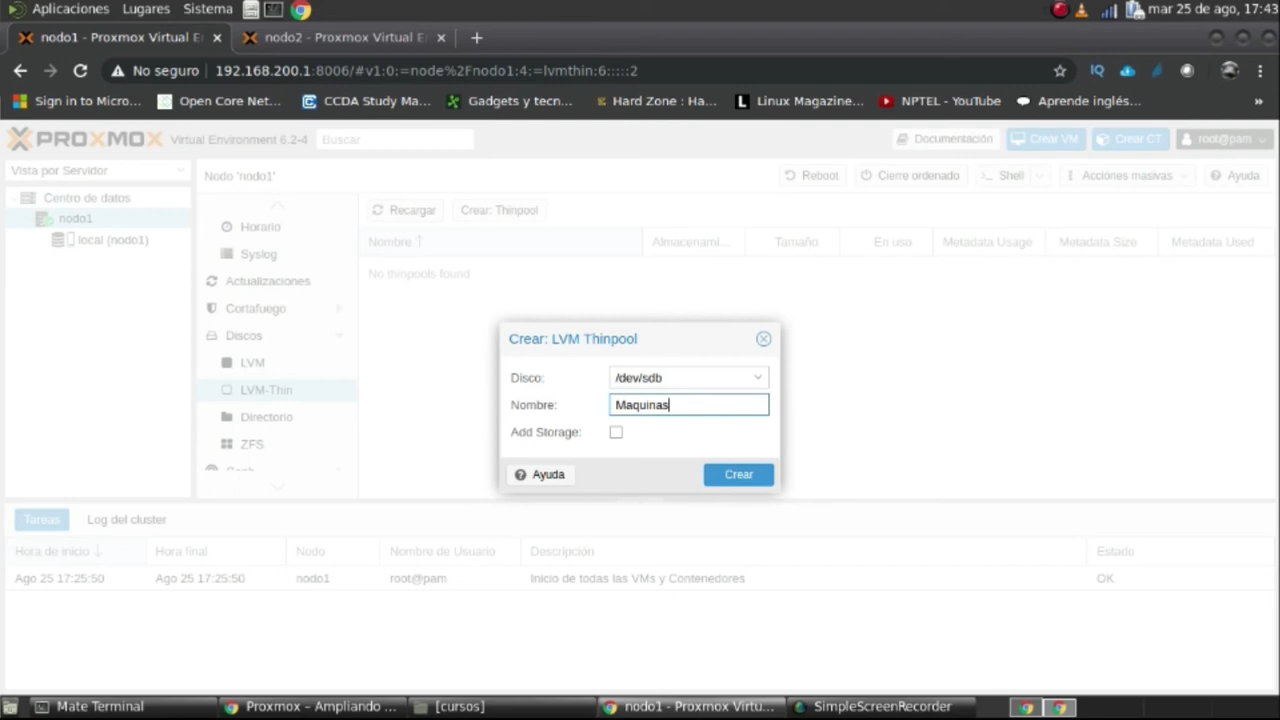 Aplicaciones Lugares Sistema mar 25 de ago, 17:43
nodo1 - Proxmox Virtual E nodo2 - Proxmox Virtual E
No seguro 192.168.200.1:8006/#v1:0:=node%2Fnodo1:4:=lvmthin:6:::::2
Sign in to Micro... Open Core Net... CCDA Study Ma... Gadgets y tecn... Hard Zone : Ha... Linux Magazine... NPTEL - YouTube Aprende inglés... »
PROXMOX Virtual Environment 6.2-4 Buscar Documentación Crear VM Crear CT root@pam
Vista por Servidor Nodo 'nodo1' Reboot Cierre ordenado Shell Acciónes masivas Ayuda
Centro de datos
nodo1
local (nodo1)
Horario
Syslog
Actualizaciones
Cortafuego
Discos
LVM
LVM-Thin
Directorio
ZFS
Recargar Crear: Thinpool
Nombre Almacenami... Tamaño En uso Metadata Usage Metadata Size Metadata Used
No thinpools found
Crear: LVM Thinpool
Disco: /dev/sdb
Nombre: Maquinas
Add Storage:
Ayuda Crear
Tareas Log del cluster
Hora de inicio Hora final Nodo Nombre de Usuario Descripción Estado
Ago 25 17:25:50 Ago 25 17:25:50 nodo1 root@pam Inicio de todas las VMs y Contenedores OK
Mate Terminal Proxmox – Ampliando ... [cursos] nodo1 - Proxmox Virtu... SimpleScreenRecorder